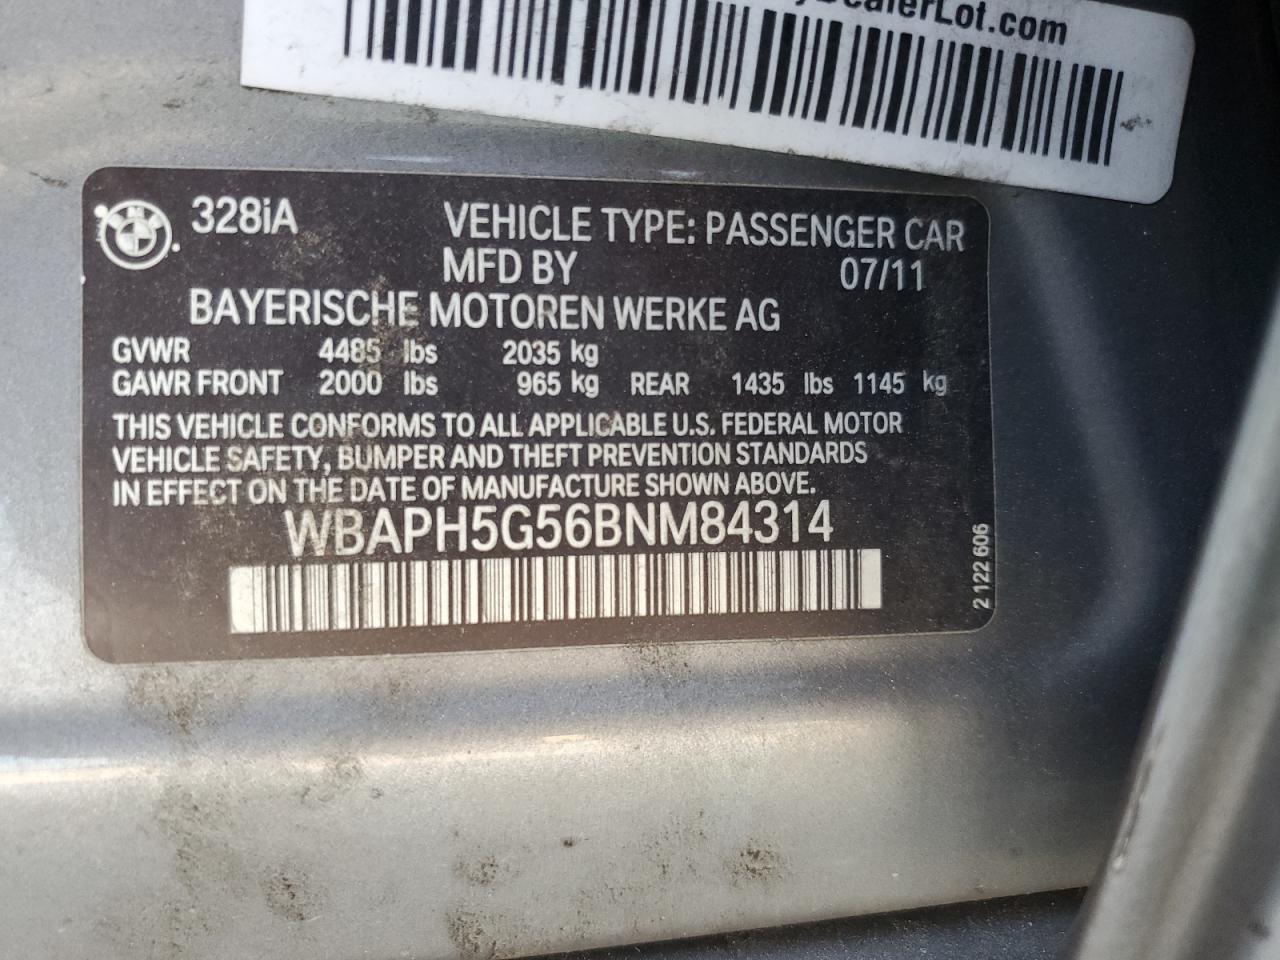 DealerLot.com
328iA VEHICLE TYPE: PASSENGER CAR
MFD BY 07/11
BAYERISCHE MOTOREN WERKE AG
GVWR 4485 lbs 2035 kg
GAWR FRONT 2000 lbs 965 kg REAR 1435 lbs 1145 kg
THIS VEHICLE CONFORMS TO ALL APPLICABLE U.S. FEDERAL MOTOR
VEHICLE SAFETY, BUMPER AND THEFT PREVENTION STANDARDS
IN EFFECT ON THE DATE OF MANUFACTURE SHOWN ABOVE.
WBAPH5G56BNM84314
2 122 606